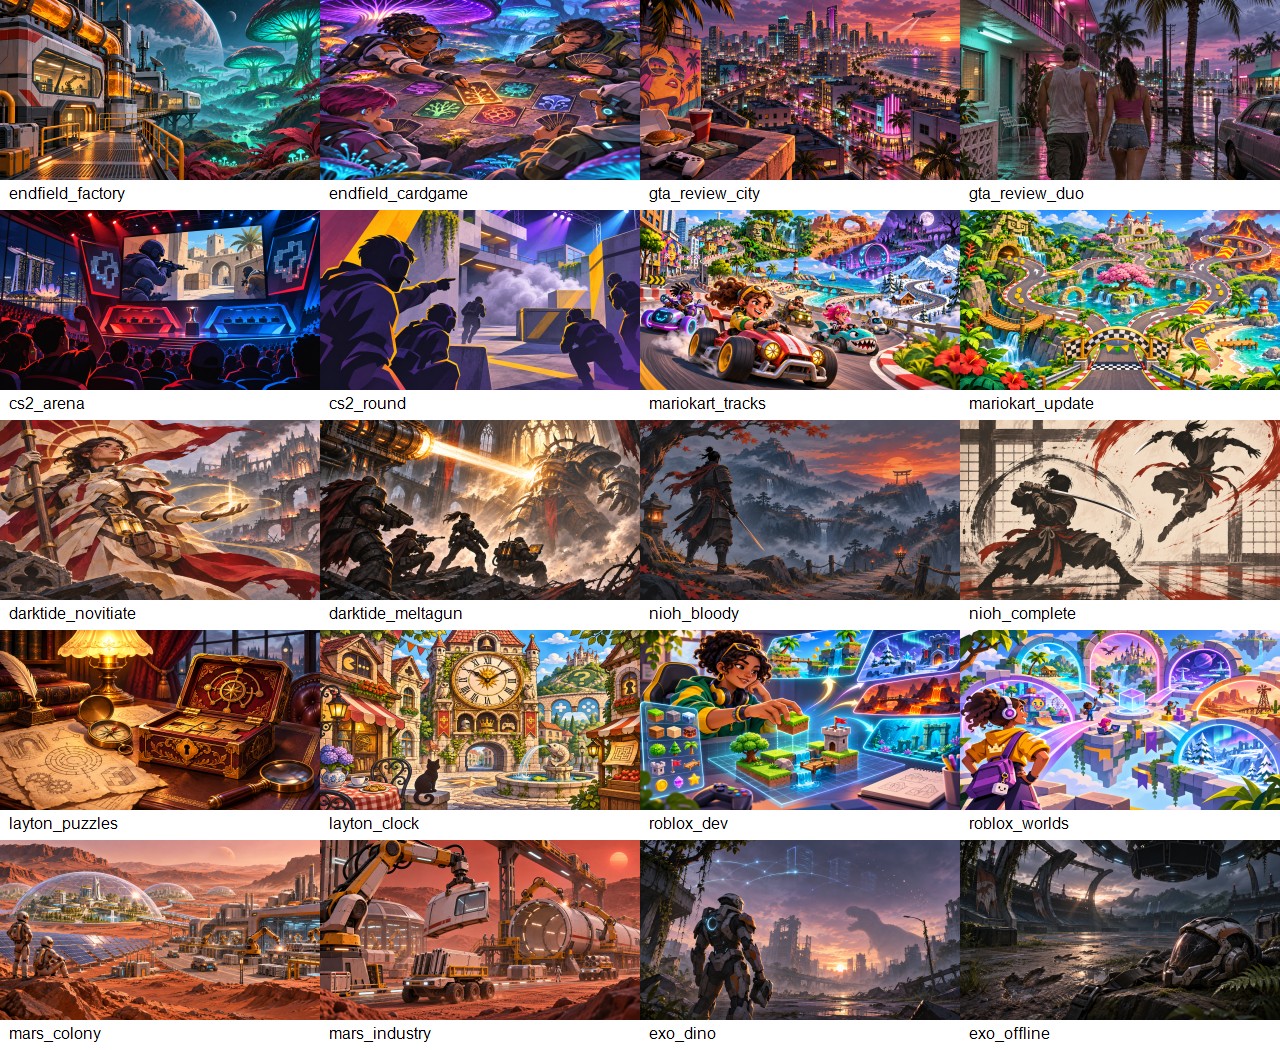 endfield_factory
endfield_cardgame
gta_review_city
gta_review_duo
cs2_arena
cs2_round
mariokart_tracks
mariokart_update
darktide_novitiate
darktide_meltagun
nioh_bloody
nioh_complete
layton_puzzles
layton_clock
roblox_dev
roblox_worlds
mars_colony
mars_industry
exo_dino
exo_offline